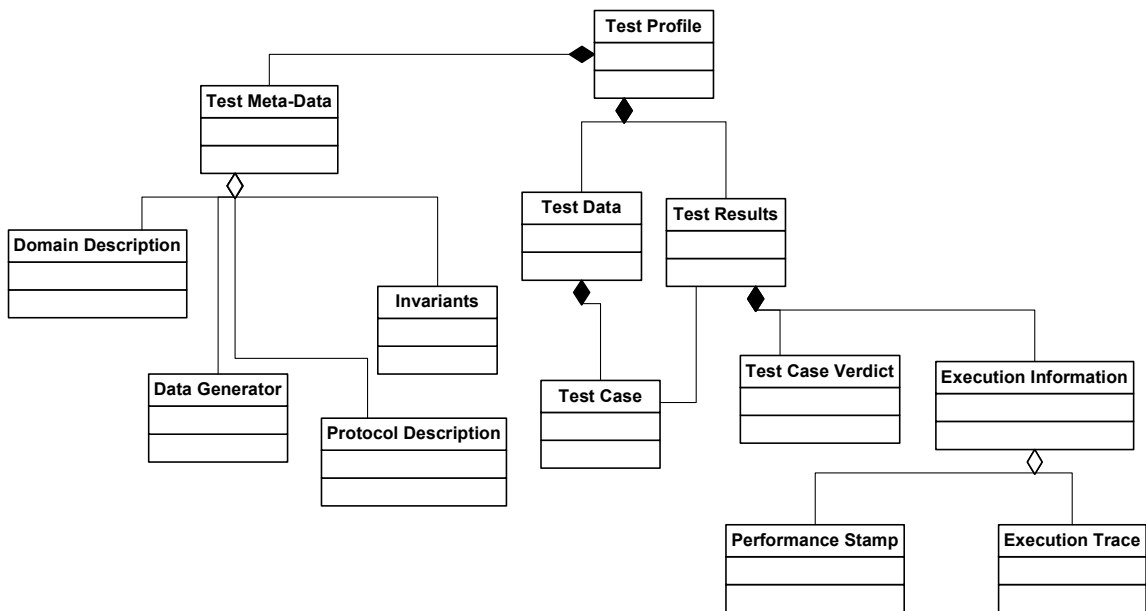 Test Profile
Test Meta-Data
Test Data
Test Results
Domain Description
Invariants
Data Generator
Test Case
Test Case Verdict
Execution Information
Protocol Description
Performance Stamp
Execution Trace